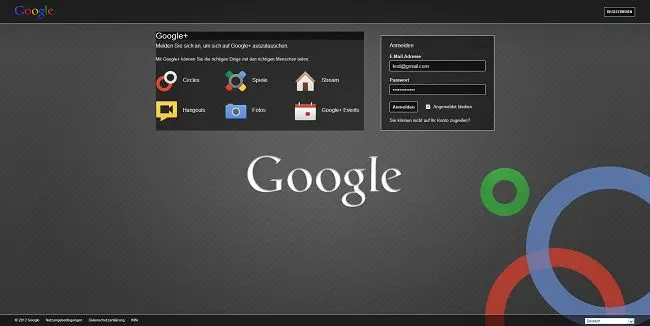 Google
REGISTRIEREN
Google+
Melden Sie sich an, um sich auf Google+ auszutauschen.
Mit Google+ können Sie die richtigen Dinge mit den richtigen Menschen teilen.
Circles
Spiele
Stream
Hangouts
Fotos
Google+ Events
Anmelden
E-Mail Adresse
test@gmail.com
Passwort
Anmelden
Angemeldet bleiben
Sie können nicht auf Ihr Konto zugreifen?
Google
© 2012 Google Nutzungsbedingungen Datenschutzerklärung Hilfe
Deutsch